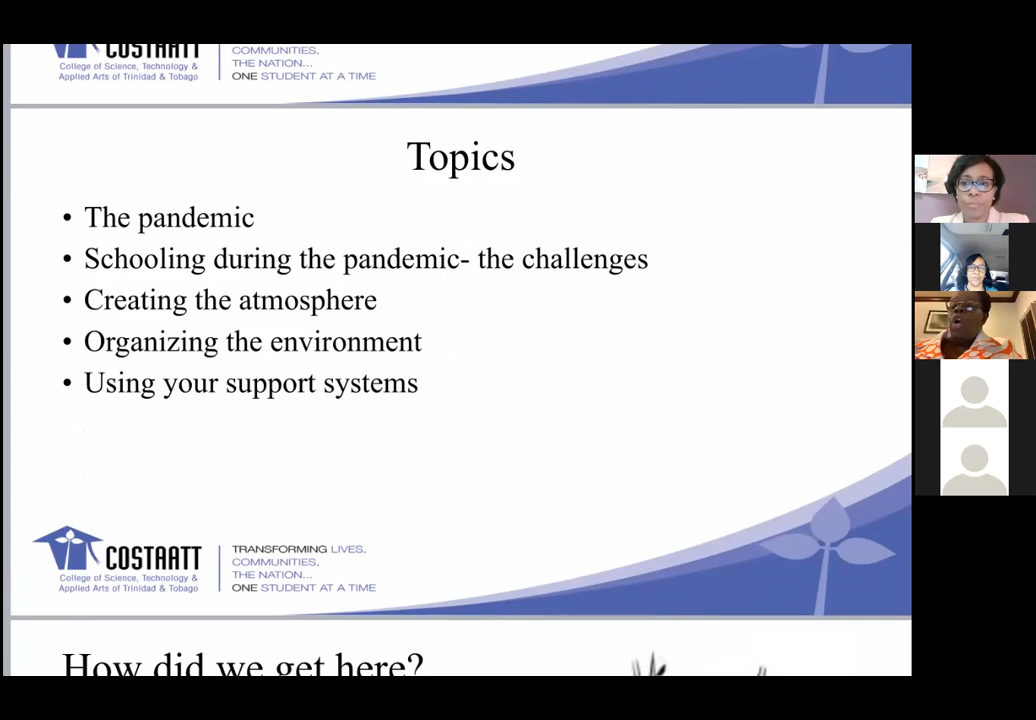 COSTAATT
College of Science, Technology &
Applied Arts of Trinidad & Tobago
COMMUNITIES,
THE NATION...
ONE STUDENT AT A TIME
Topics
• The pandemic
• Schooling during the pandemic- the challenges
• Creating the atmosphere
• Organizing the environment
• Using your support systems
COSTAATT
College of Science, Technology &
Applied Arts of Trinidad & Tobago
TRANSFORMING LIVES,
COMMUNITIES,
THE NATION...
ONE STUDENT AT A TIME
How did we get here?